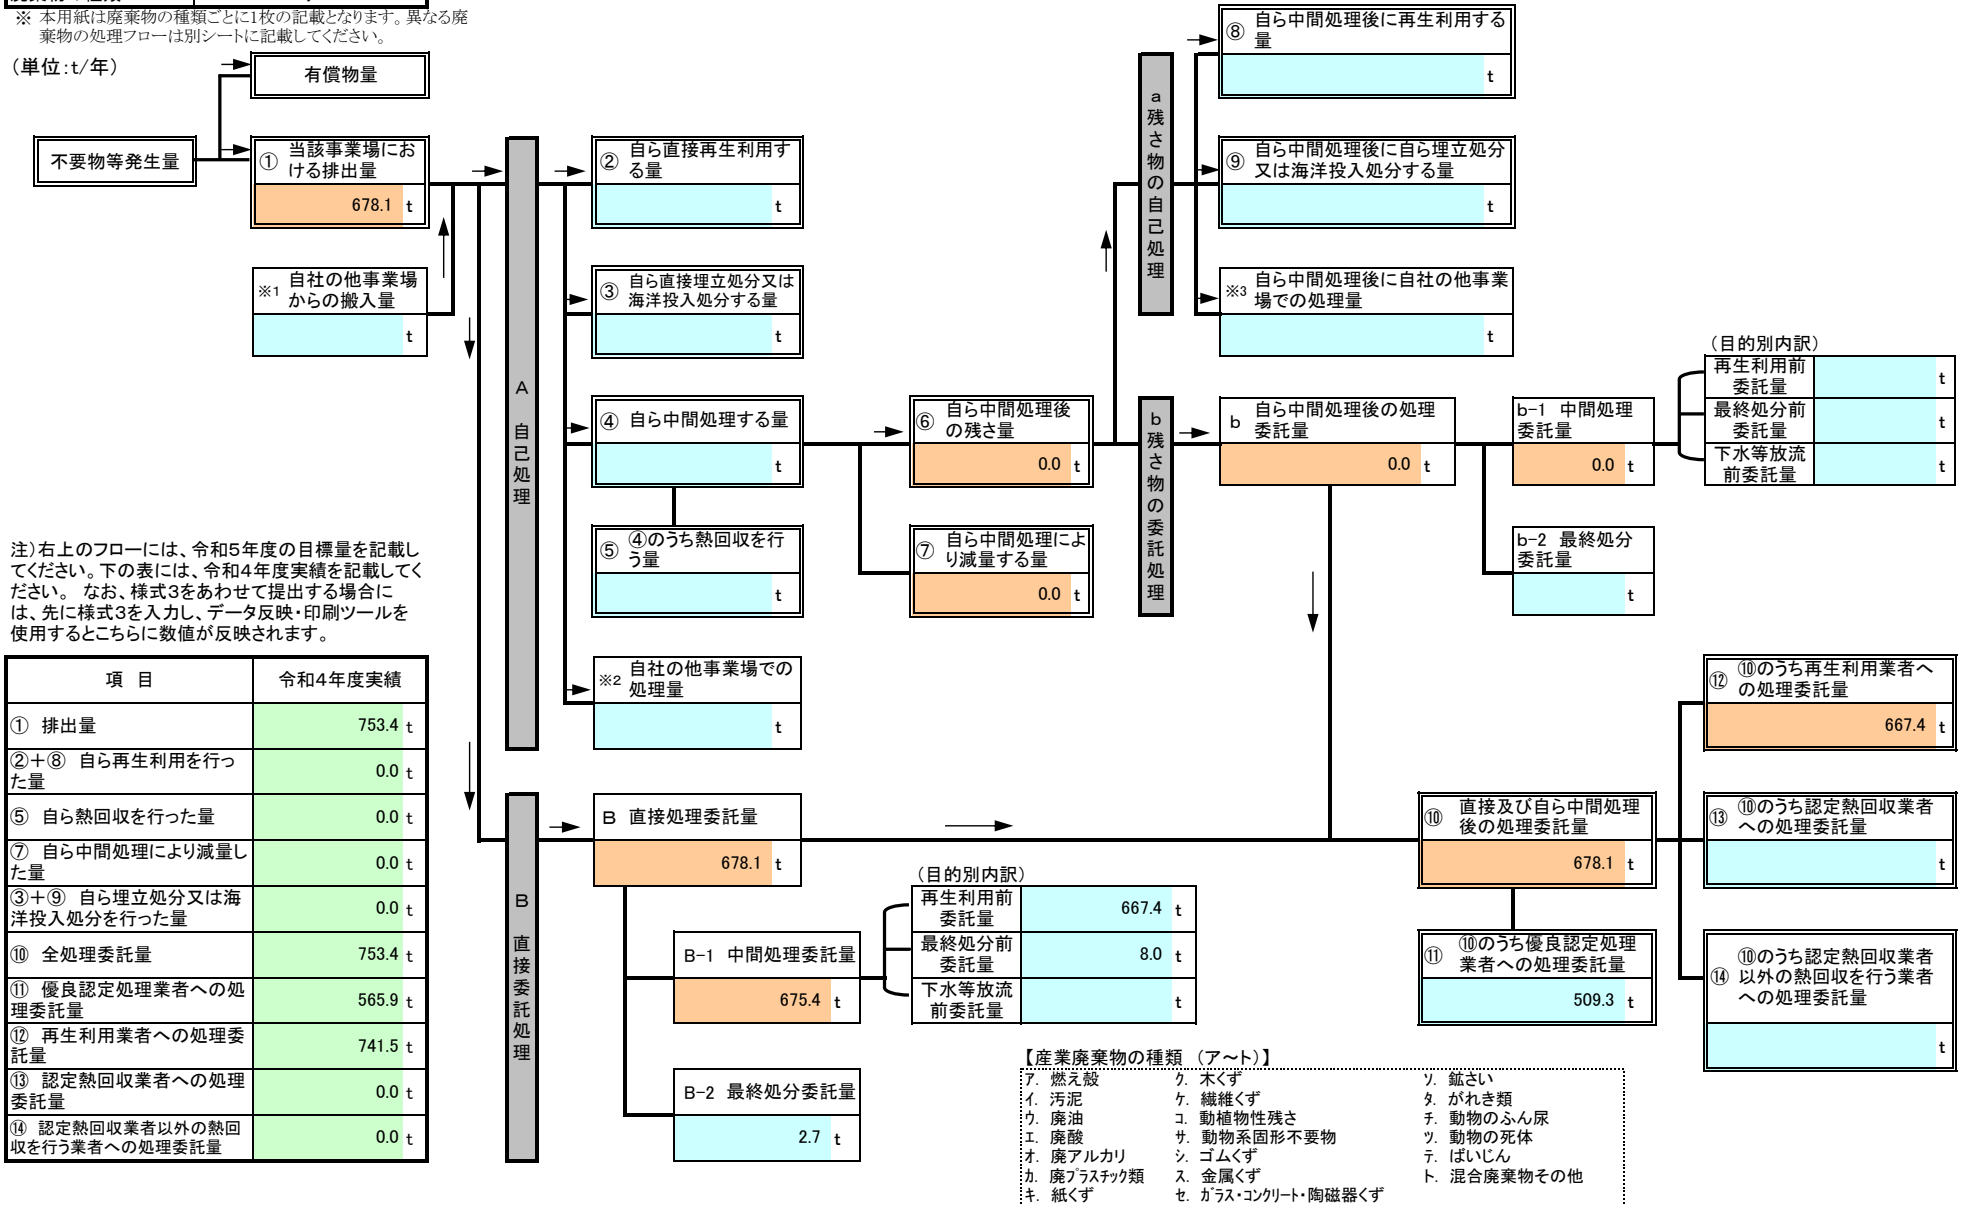 ※ 本用紙は廃棄物の種類ごとに1枚の記載となります。異なる廃
棄物の処理フローは別シートに記載してください。
（単位:t/年）
有償物量
不要物等発生量
① 当該事業場にお
ける排出量
678.1 t
※1 自社の他事業場
からの搬入量
t
A 自己処理
② 自ら直接再生利用す
る量
t
③ 自ら直接埋立処分又は
海洋投入処分する量
t
④ 自ら中間処理する量
t
⑤ ④のうち熱回収を行
う量
t
※2 自社の他事業場での
処理量
t
⑥ 自ら中間処理後
の残さ量
0.0 t
⑦ 自ら中間処理によ
り減量する量
0.0 t
a 残さ物の自己処理
⑧ 自ら中間処理後に再生利用する
量
t
⑨ 自ら中間処理後に自ら埋立処分
又は海洋投入処分する量
t
※3 自ら中間処理後に自社の他事業
場での処理量
t
b 残さ物の委託処理
b 自ら中間処理後の処理
委託量
0.0 t
b-1 中間処理
委託量
0.0 t
b-2 最終処分
委託量
t
（目的別内訳）
再生利用前
委託量
t
最終処分前
委託量
t
下水等放流
前委託量
t
注）右上のフローには、令和５年度の目標量を記載し
てください。下の表には、令和４年度実績を記載してく
ださい。 なお、様式３をあわせて提出する場合に
は、先に様式３を入力し、データ反映・印刷ツールを
使用するとこちらに数値が反映されます。
項 目 令和４年度実績
① 排出量 753.4 t
②＋⑧ 自ら再生利用を行っ
た量 0.0 t
⑤ 自ら熱回収を行った量 0.0 t
⑦ 自ら中間処理により減量し
た量 0.0 t
③＋⑨ 自ら埋立処分又は海
洋投入処分を行った量 0.0 t
⑩ 全処理委託量 753.4 t
⑪ 優良認定処理業者への処
理委託量 565.9 t
⑫ 再生利用業者への処理委
託量 741.5 t
⑬ 認定熱回収業者への処理
委託量 0.0 t
⑭ 認定熱回収業者以外の熱回
収を行う業者への処理委託量 0.0 t
B 直接委託処理
B 直接処理委託量
678.1 t
B-1 中間処理委託量
675.4 t
B-2 最終処分委託量
2.7 t
（目的別内訳）
再生利用前
委託量
667.4 t
最終処分前
委託量
8.0 t
下水等放流
前委託量
t
⑩ 直接及び自ら中間処理
後の処理委託量
678.1 t
⑪ ⑩のうち優良認定処理
業者への処理委託量
509.3 t
⑫ ⑩のうち再生利用業者へ
の処理委託量
667.4 t
⑬ ⑩のうち認定熱回収業者
への処理委託量
t
⑭ ⑩のうち認定熱回収業者
以外の熱回収を行う業者
への処理委託量
t
【産業廃棄物の種類 （ア～ト）】
ア. 燃え殻 ク. 木くず ソ. 鉱さい
イ. 汚泥 ケ. 繊維くず タ. がれき類
ウ. 廃油 コ. 動植物性残さ チ. 動物のふん尿
エ. 廃酸 サ. 動物系固形不要物 ツ. 動物の死体
オ. 廃アルカリ シ. ゴムくず テ. ばいじん
カ. 廃プラスチック類 ス. 金属くず ト. 混合廃棄物その他
キ. 紙くず セ. ガラス・コンクリート・陶磁器くず